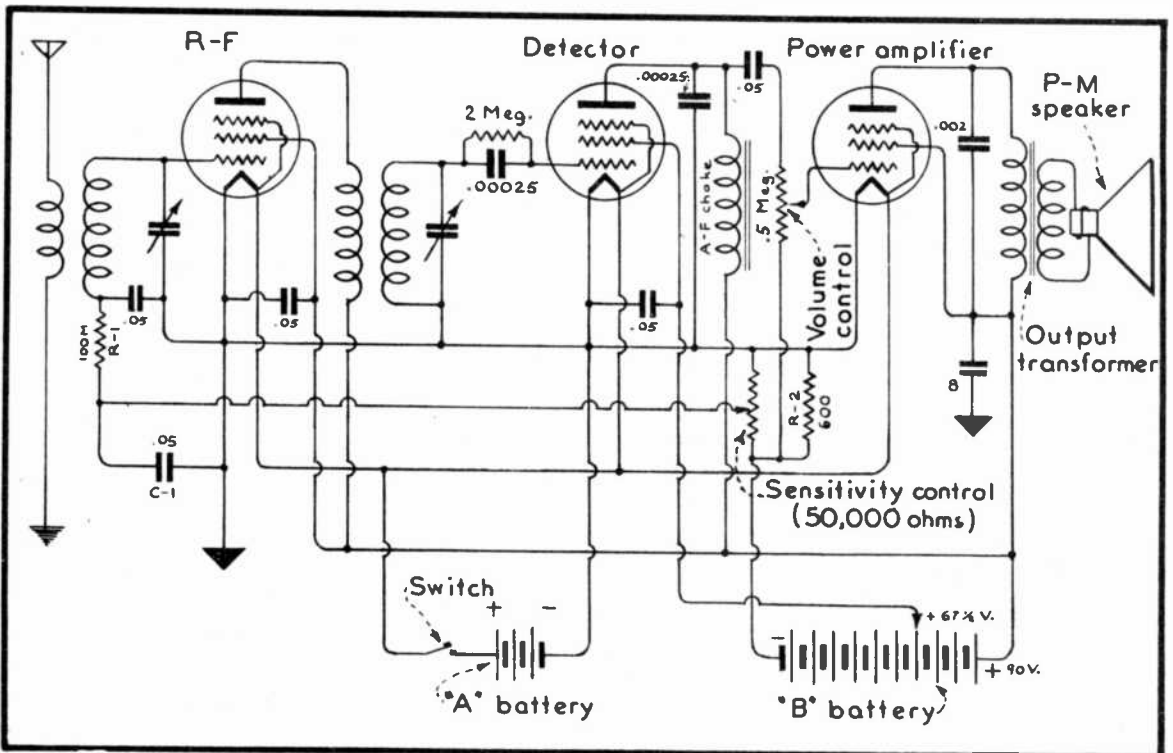 R-F
Detector
Power amplifier
P-M
speaker
.00025
.05
.002
2 Meg.
.00025
A-F choke
.5 Meg.
Volume
control
.05
.05
.05
100M
R-1
Output
transformer
8
R-2
600
.05
C-1
Sensitivity control
(50,000 ohms)
Switch
+ -
+ 67½ V.
-
+ 90V.
"A" battery
"B" battery